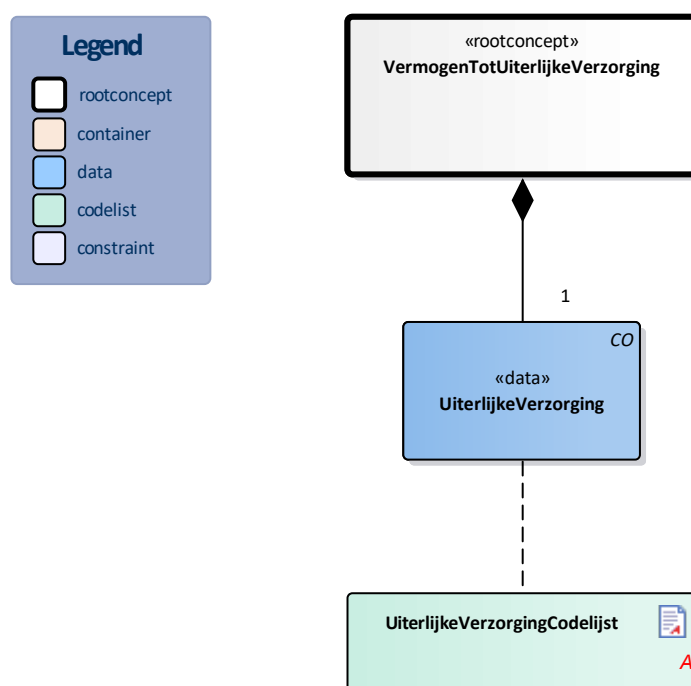 Legend
rootconcept
container
data
codelist
constraint
«rootconcept»
VermogenTotUiterlijkeVerzorging
1
CO
«data»
UiterlijkeVerzorging
UiterlijkeVerzorgingCodelijst
A